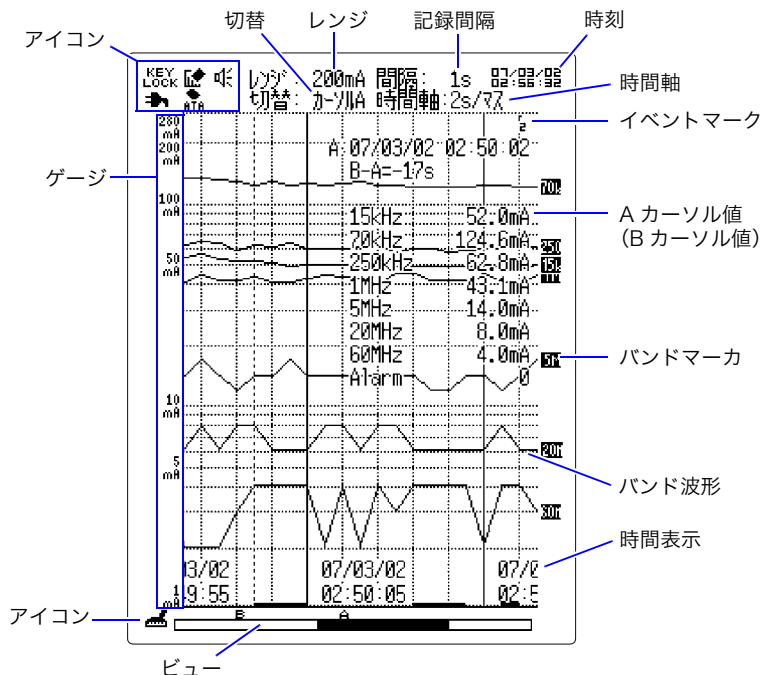 切替 レンジ 記録間隔 時刻
アイコン
KEY LOCK レンジ: 200mA 間隔: 1s
ATA 切替: カーソルA 時間軸:2s/マス
時間軸
イベントマーク
ゲージ
280 mA
200 mA
A:07/03/02 02:50:02
B-A=-17s
70k
100 mA
15kHz 52.0mA
A カーソル値
(B カーソル値)
70kHz 124.6mA
250kHz 62.8mA
50 mA
15k
1MHz 43.1mA
5MHz 14.0mA
20MHz 8.0mA
60MHz 4.0mA
5M
バンドマーカ
Alarm 0
10 mA
5 mA
バンド波形
時間表示
03/02 07/03/02 07/0
49:55 02:50:05 02:5
1 mA
アイコン
B A
ビュー